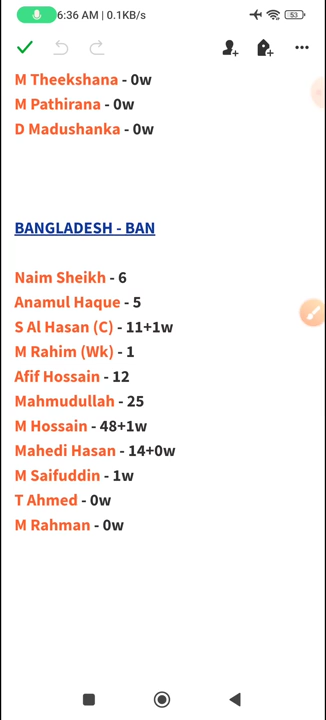 6:36 AM | 0.1KB/s
53
M Theekshana - 0w
M Pathirana - 0w
D Madushanka - 0w
BANGLADESH - BAN
Naim Sheikh - 6
Anamul Haque - 5
S Al Hasan (C) - 11+1w
M Rahim (Wk) - 1
Afif Hossain - 12
Mahmudullah - 25
M Hossain - 48+1w
Mahedi Hasan - 14+0w
M Saifuddin - 1w
T Ahmed - 0w
M Rahman - 0w